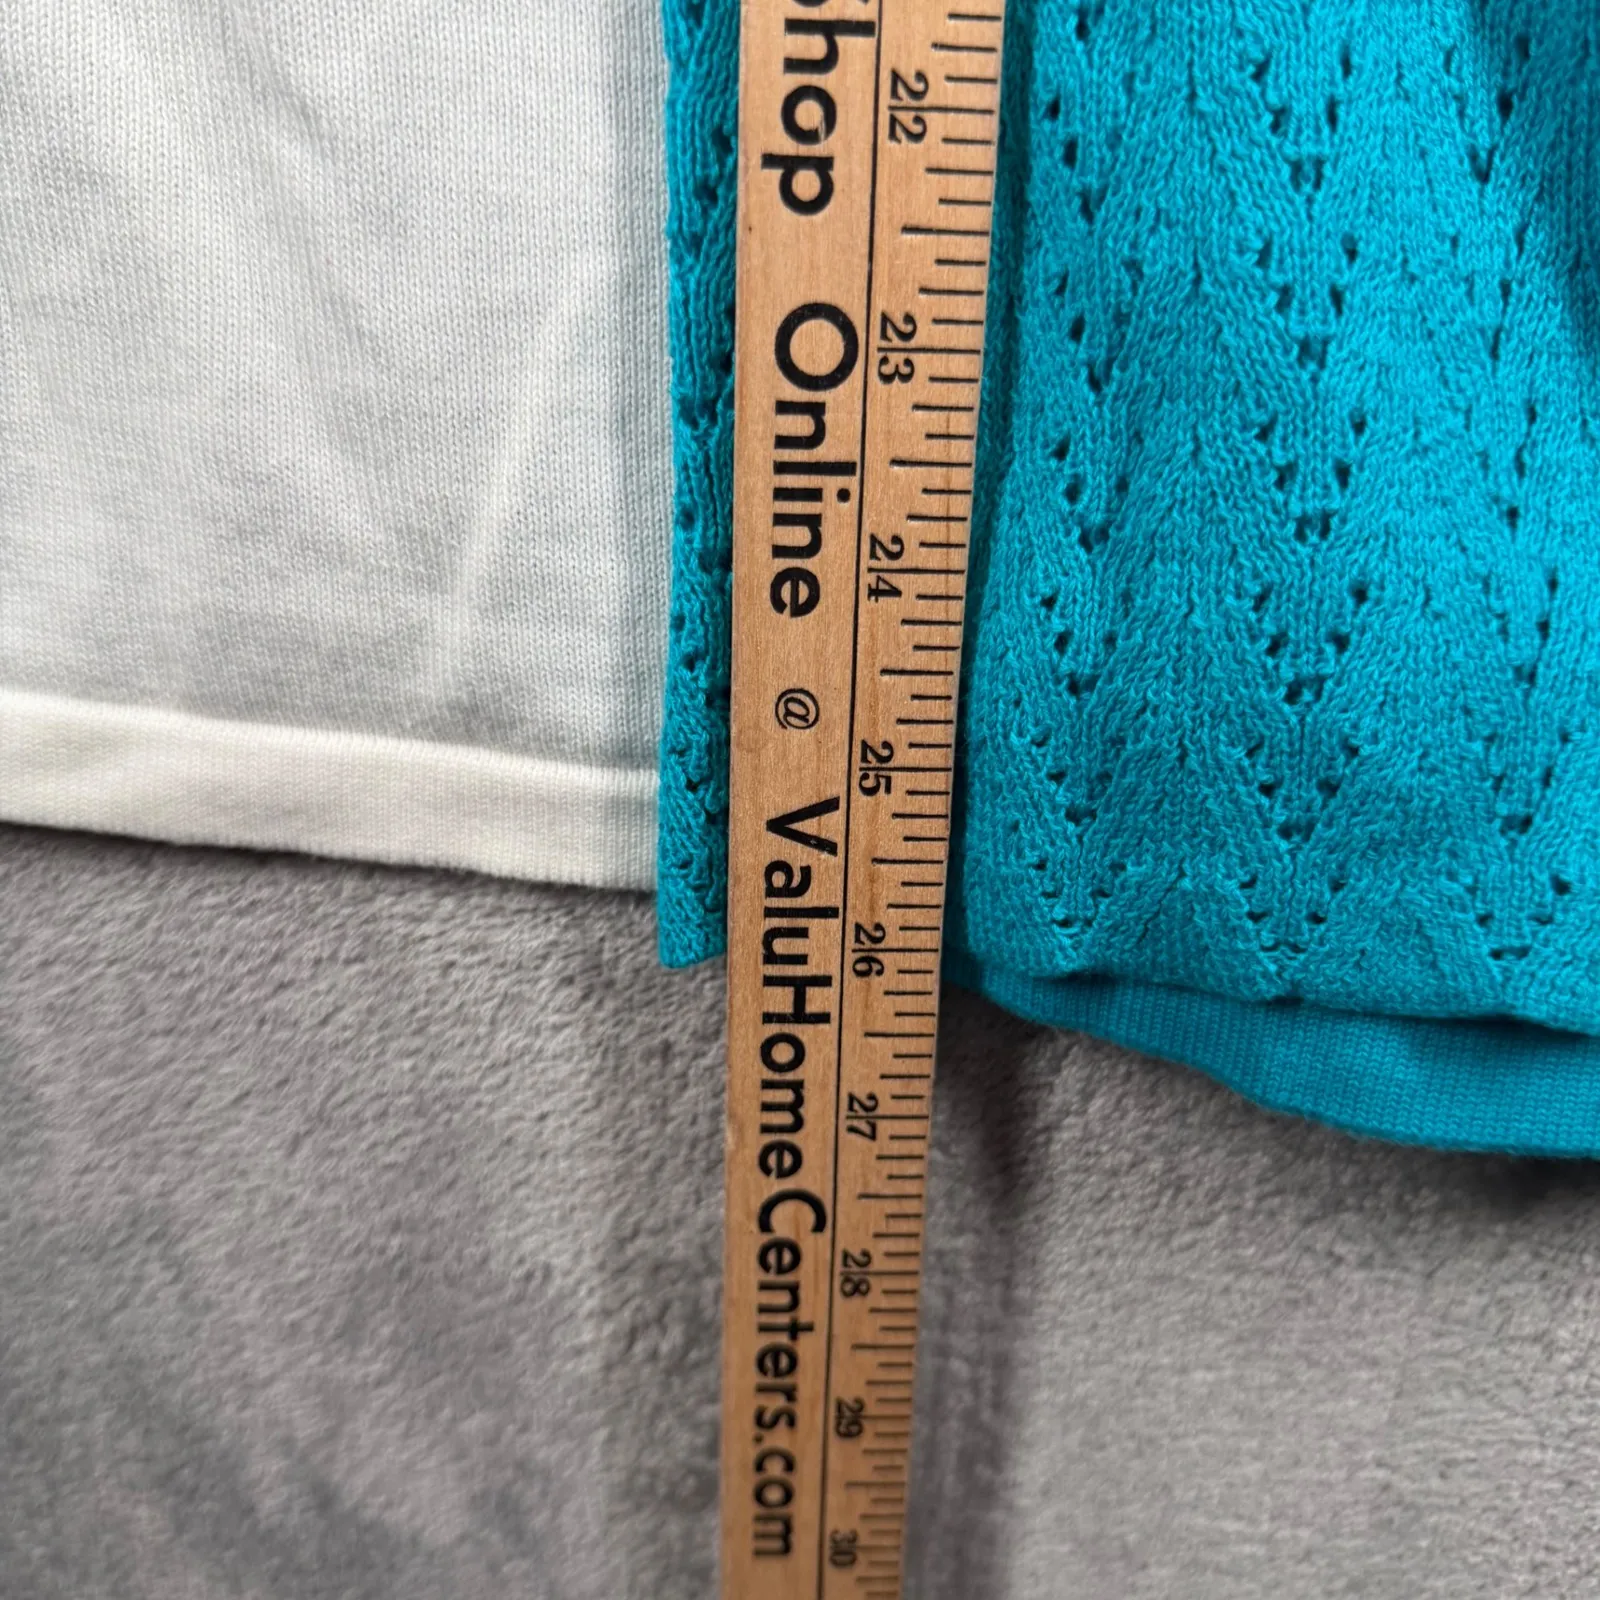 Shop Online @ ValuHomeCenters.com
22 23 24 25 26 27 28 29 30